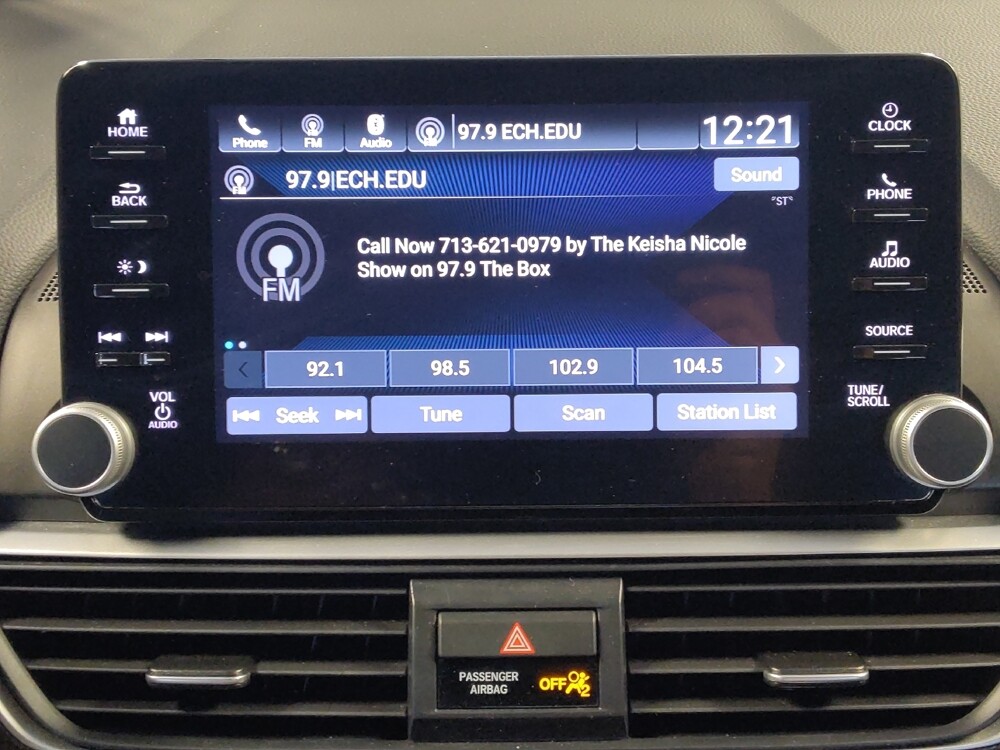 HOME
BACK
VOL
AUDIO
Phone
FM
Audio
97.9 ECH.EDU
12:21
FM
97.9|ECH.EDU
Sound
"ST"
FM
Call Now 713-621-0979 by The Keisha Nicole
Show on 97.9 The Box
92.1
98.5
102.9
104.5
Seek
Tune
Scan
Station List
CLOCK
PHONE
AUDIO
SOURCE
TUNE/
SCROLL
PASSENGER
AIRBAG
OFF
2